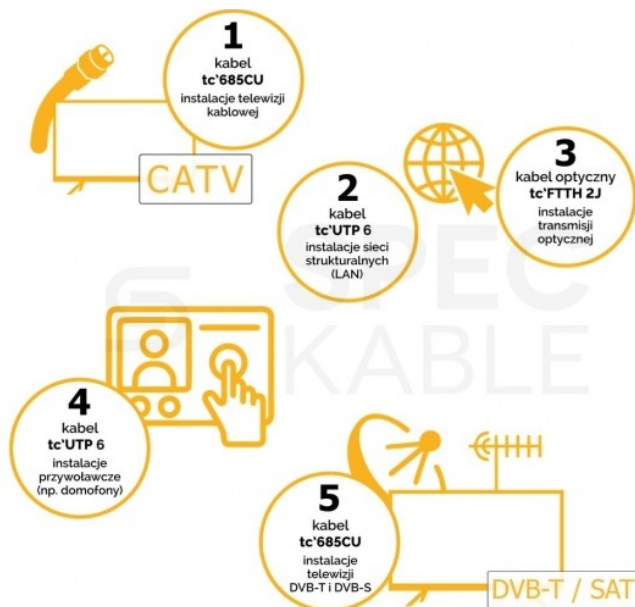 1
kabel
tc'685CU
instalacje telewizji
kablowej
CATV
2
kabel
tc'UTP 6
instalacje sieci
strukturalnych
(LAN)
3
kabel optyczny
tc'FTTH 2J
instalacje
transmisji
optycznej
SPEC
KABLE
4
kabel
tc'UTP 6
instalacje
przywoławcze
(np. domofony)
5
kabel
tc'685CU
instalacje
telewizji
DVB-T i DVB-S
DVB-T / SAT